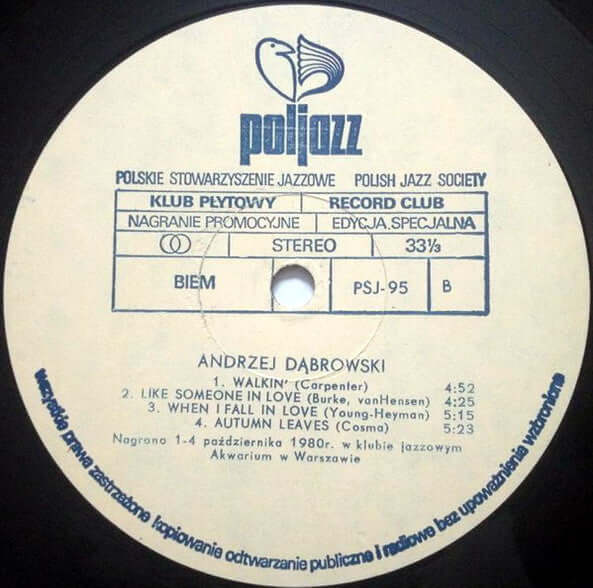 poljazz
POLSKIE STOWARZYSZENIE JAZZOWE POLISH JAZZ SOCIETY
KLUB PŁYTOWY RECORD CLUB
NAGRANIE PROMOCYJNE EDYCJA SPECJALNA
STEREO 33⅓
BIEM PSJ-95 B
ANDRZEJ DĄBROWSKI
1. WALKIN' (Carpenter) 4:52
2. LIKE SOMEONE IN LOVE (Burke, vanHensen) 4:25
3. WHEN I FALL IN LOVE (Young-Heyman) 5:15
4. AUTUMN LEAVES (Cosma) 5:23
Nagrano 1-4 października 1980r. w klubie jazzowym
Akwarium w Warszawie
wszystkie prawa zastrzeżone kopiowanie odtwarzanie publiczne i radiowe bez upoważnienia wzbronione